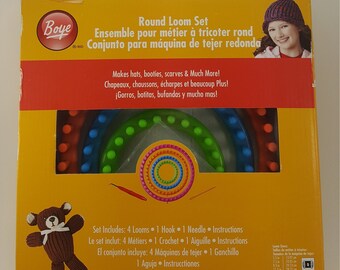 Boye
Round Loom Set
Ensemble pour métier à tricoter rond
Conjunto para máquina de tejer redonda
Makes hats, booties, scarves & Much More!
Chapeaux, chaussons, écharpes et beaucoup Plus!
¡Gorros, botitas, bufandas y mucho mas!
Set Includes: 4 Looms • 1 Hook • 1 Needle • Instructions
Le set inclut: 4 Métiers • 1 Crochet • 1 Aiguille • Instructions
El conjunto incluye: 4 Máquinas de tejer • 1 Ganchillo
1 Aguja • Instrucctiones